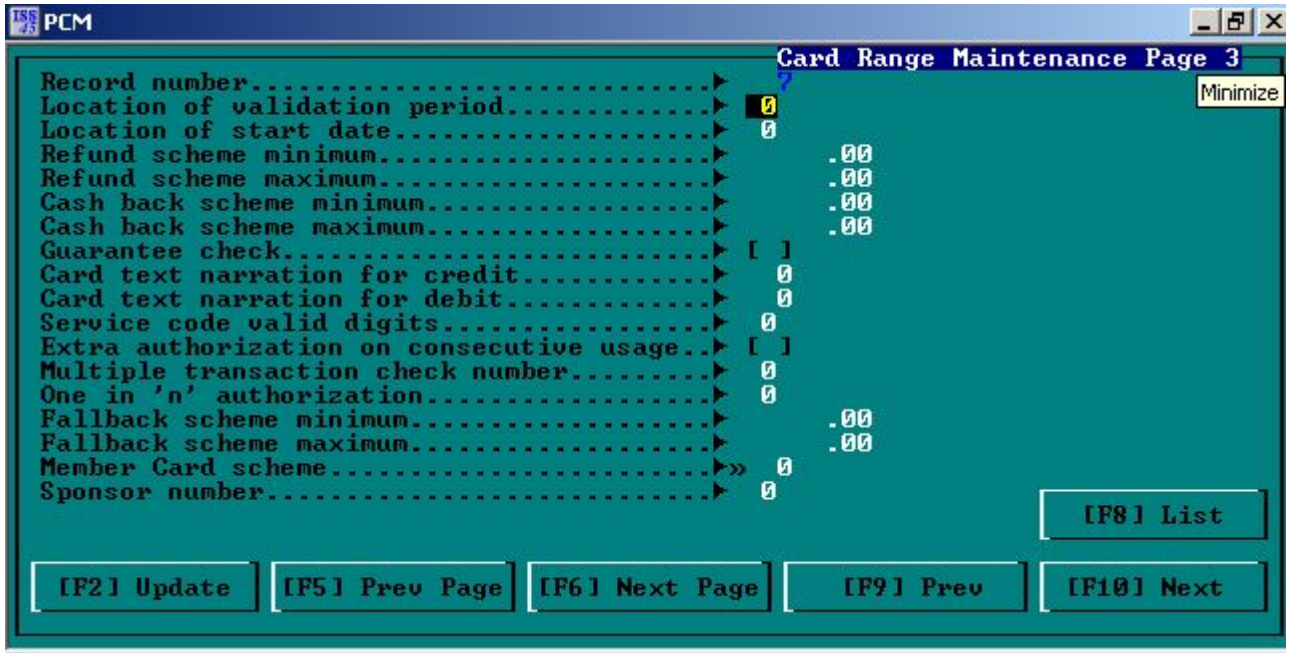 ISS 45 PCM
Card Range Maintenance Page 3
Minimize
Record number.............................► 7
Location of validation period.............► 0
Location of start date....................► 0
Refund scheme minimum.....................► .00
Refund scheme maximum.....................► .00
Cash back scheme minimum..................► .00
Cash back scheme maximum..................► .00
Guarantee check...........................► [ ]
Card text narration for credit............► 0
Card text narration for debit.............► 0
Service code valid digits.................► 0
Extra authorization on consecutive usage..► [ ]
Multiple transaction check number.........► 0
One in 'n' authorization..................► 0
Fallback scheme minimum...................► .00
Fallback scheme maximum...................► .00
Member Card scheme........................►» 0
Sponsor number............................► 0
[F8] List
[F2] Update [F5] Prev Page [F6] Next Page [F9] Prev [F10] Next